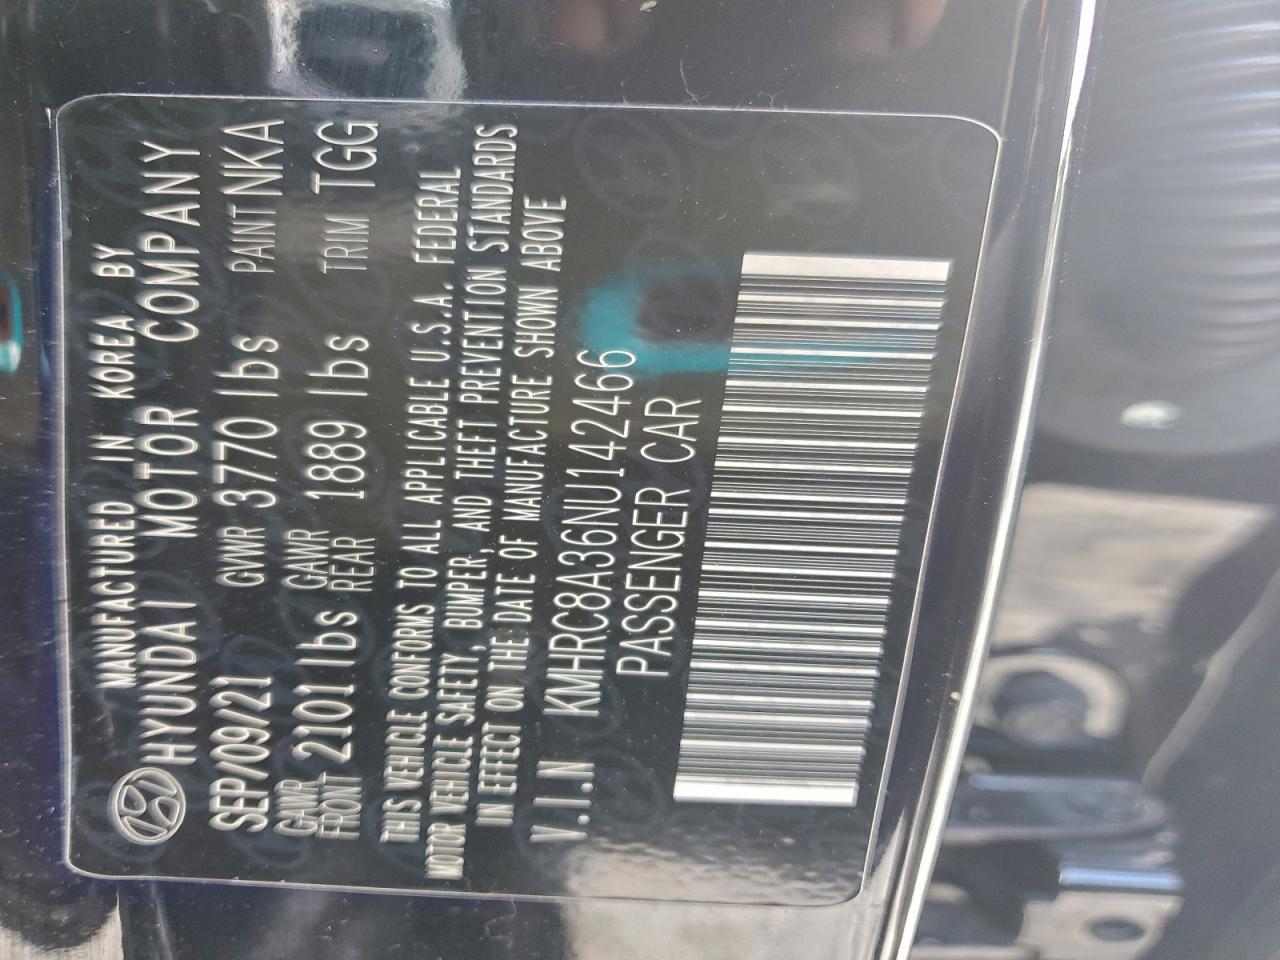 MANUFACTURED IN KOREA BY
HYUNDAI MOTOR COMPANY
SEP/09/21 GVWR 3770 lbs PAINT NKA
GAWR FRONT 2101 lbs GAWR REAR 1889 lbs TRIM TGG
THIS VEHICLE CONFORMS TO ALL APPLICABLE U.S.A. FEDERAL
MOTOR VEHICLE SAFETY, BUMPER, AND THEFT PREVENTION STANDARDS
IN EFFECT ON THE DATE OF MANUFACTURE SHOWN ABOVE
V.I.N KMHRC8A36NU142466
PASSENGER CAR